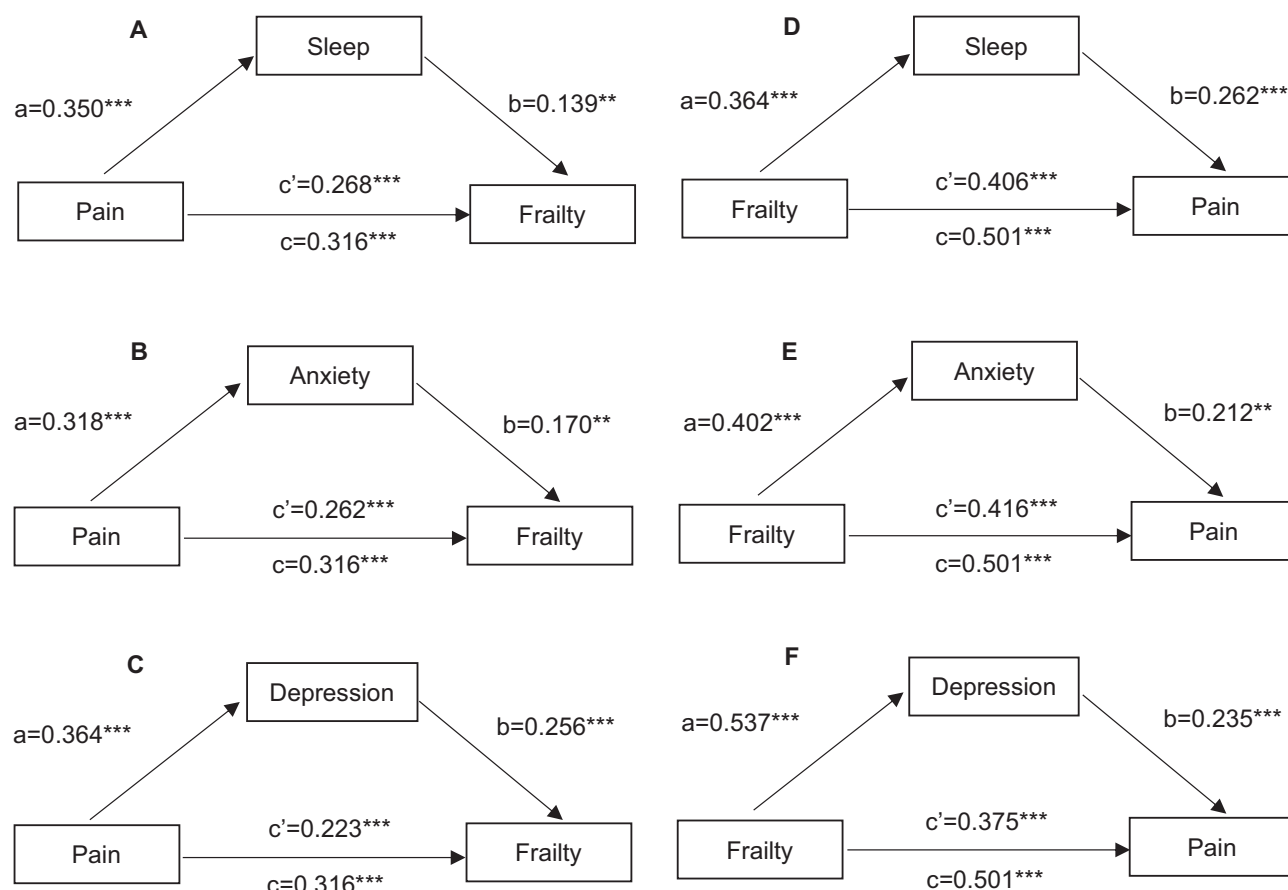 A
Sleep
a=0.350***
b=0.139**
Pain
c’=0.268***
c=0.316***
Frailty
D
Sleep
a=0.364***
b=0.262***
Frailty
c’=0.406***
c=0.501***
Pain
B
Anxiety
a=0.318***
b=0.170**
Pain
c’=0.262***
c=0.316***
Frailty
E
Anxiety
a=0.402***
b=0.212**
Frailty
c’=0.416***
c=0.501***
Pain
C
Depression
a=0.364***
b=0.256***
Pain
c’=0.223***
c=0.316***
Frailty
F
Depression
a=0.537***
b=0.235***
Frailty
c’=0.375***
c=0.501***
Pain